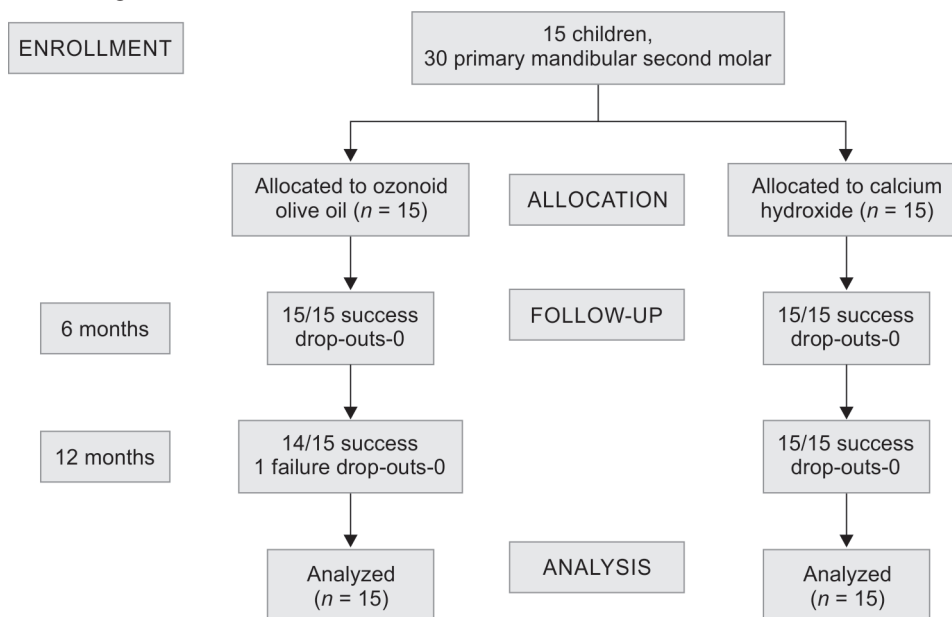 ENROLLMENT
15 children,
30 primary mandibular second molar
Allocated to ozonoid
olive oil (n = 15)
ALLOCATION
Allocated to calcium
hydroxide (n = 15)
6 months
15/15 success
drop-outs-0
FOLLOW-UP
15/15 success
drop-outs-0
12 months
14/15 success
1 failure drop-outs-0
15/15 success
drop-outs-0
Analyzed
(n = 15)
ANALYSIS
Analyzed
(n = 15)